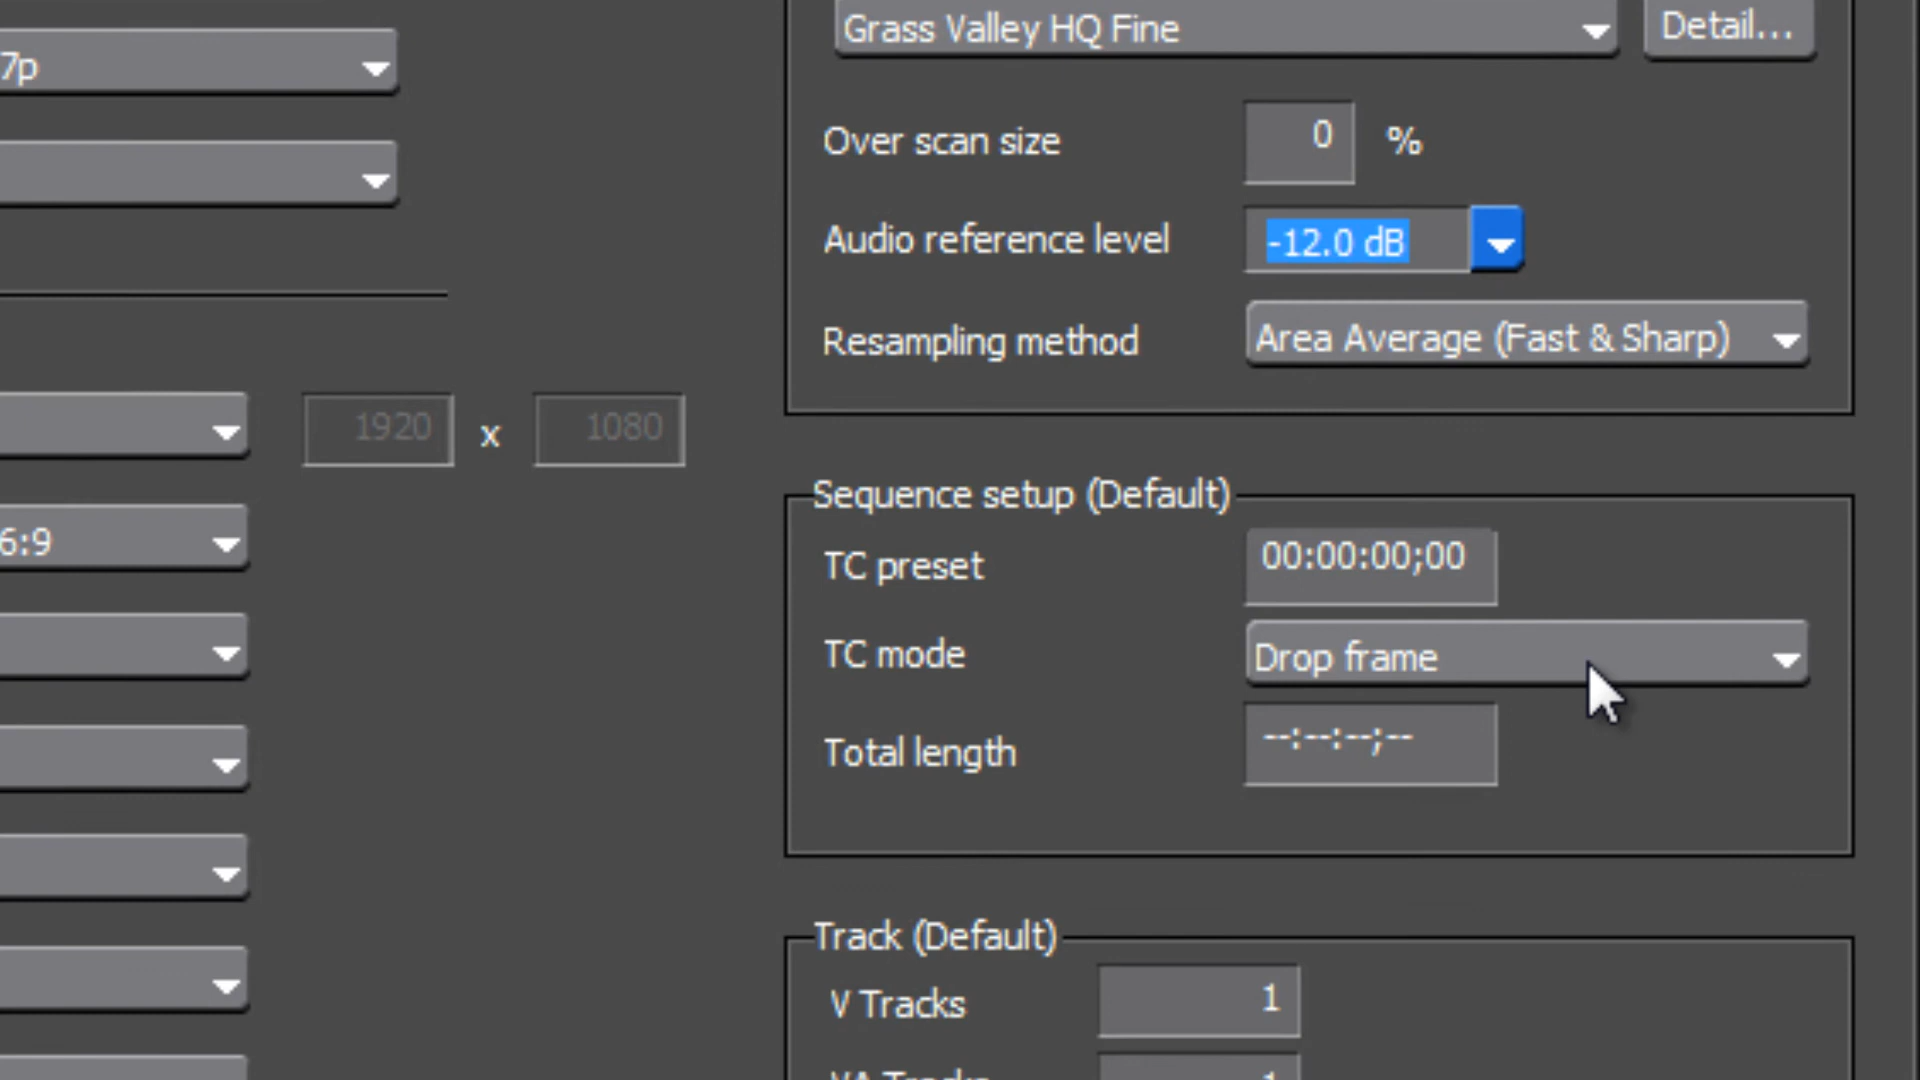 Grass Valley HQ Fine
Detail...
7p
Over scan size 0 %
Audio reference level -12.0 dB
Resampling method Area Average (Fast & Sharp)
1920 x 1080
Sequence setup (Default)
6:9
TC preset 00:00:00;00
TC mode Drop frame
Total length --:--:--;--
Track (Default)
V Tracks 1